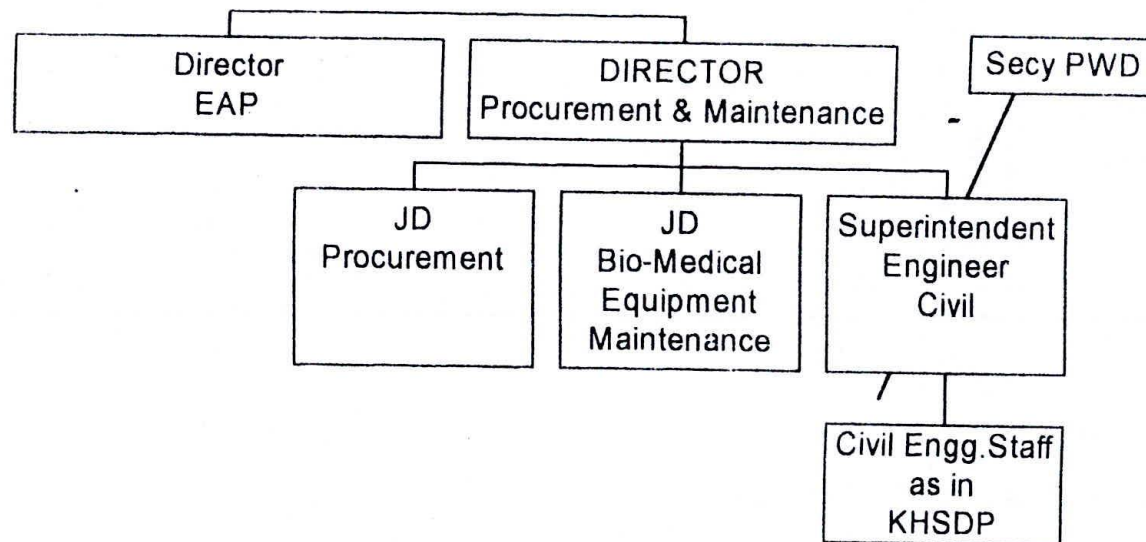 Director
EAP
DIRECTOR
Procurement & Maintenance
Secy PWD
JD
Procurement
JD
Bio-Medical
Equipment
Maintenance
Superintendent
Engineer
Civil
Civil Engg.Staff
as in
KHSDP